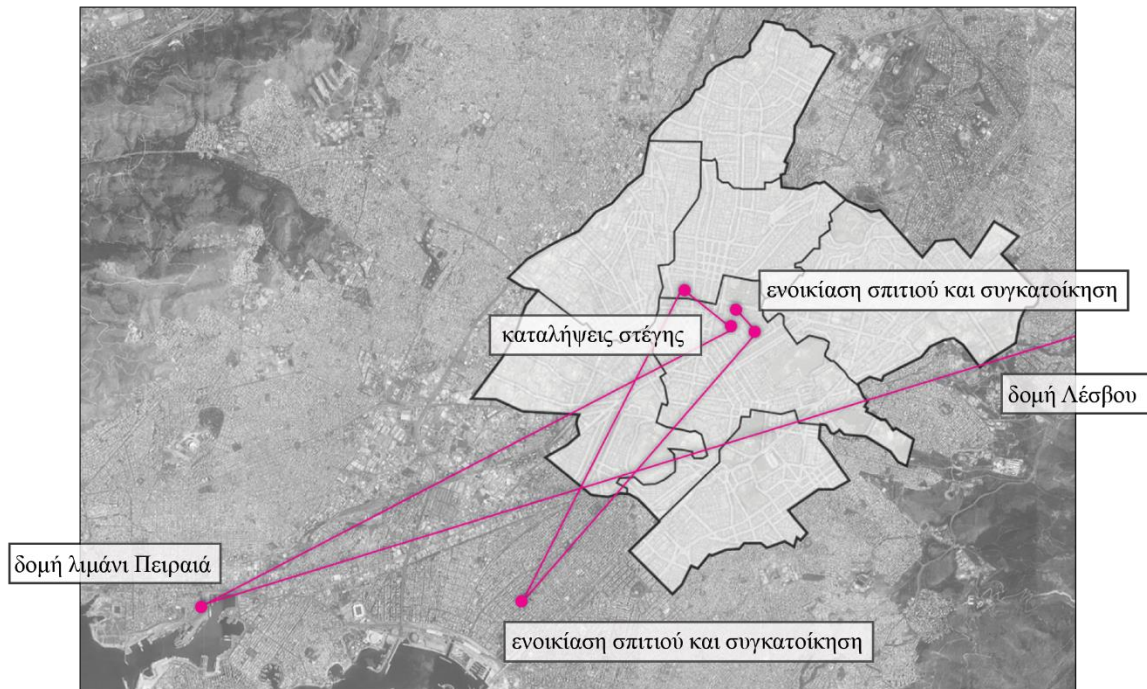 ενοικίαση σπιτιού και συγκατοίκηση
καταλήψεις στέγης
δομή Λέσβου
δομή λιμάνι Πειραιά
ενοικίαση σπιτιού και συγκατοίκηση